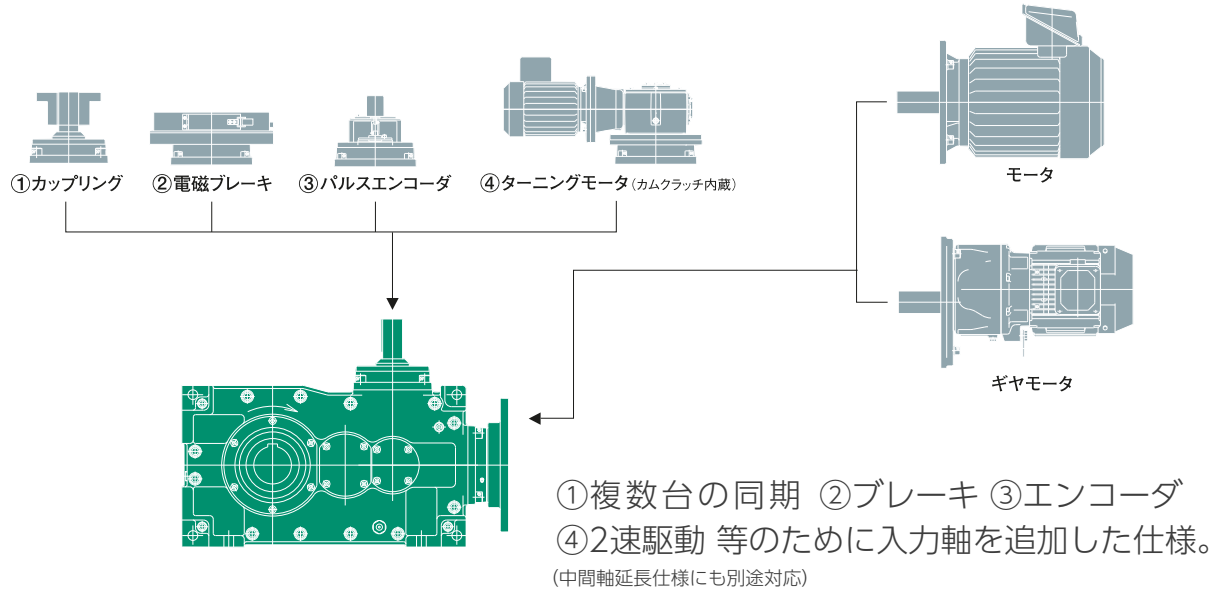 ①カップリング ②電磁ブレーキ ③パルスエンコーダ ④ターニングモータ(カムクラッチ内蔵)
モータ
ギヤモータ
①複数台の同期 ②ブレーキ ③エンコーダ
④2速駆動 等のために入力軸を追加した仕様。
(中間軸延長仕様にも別途対応)